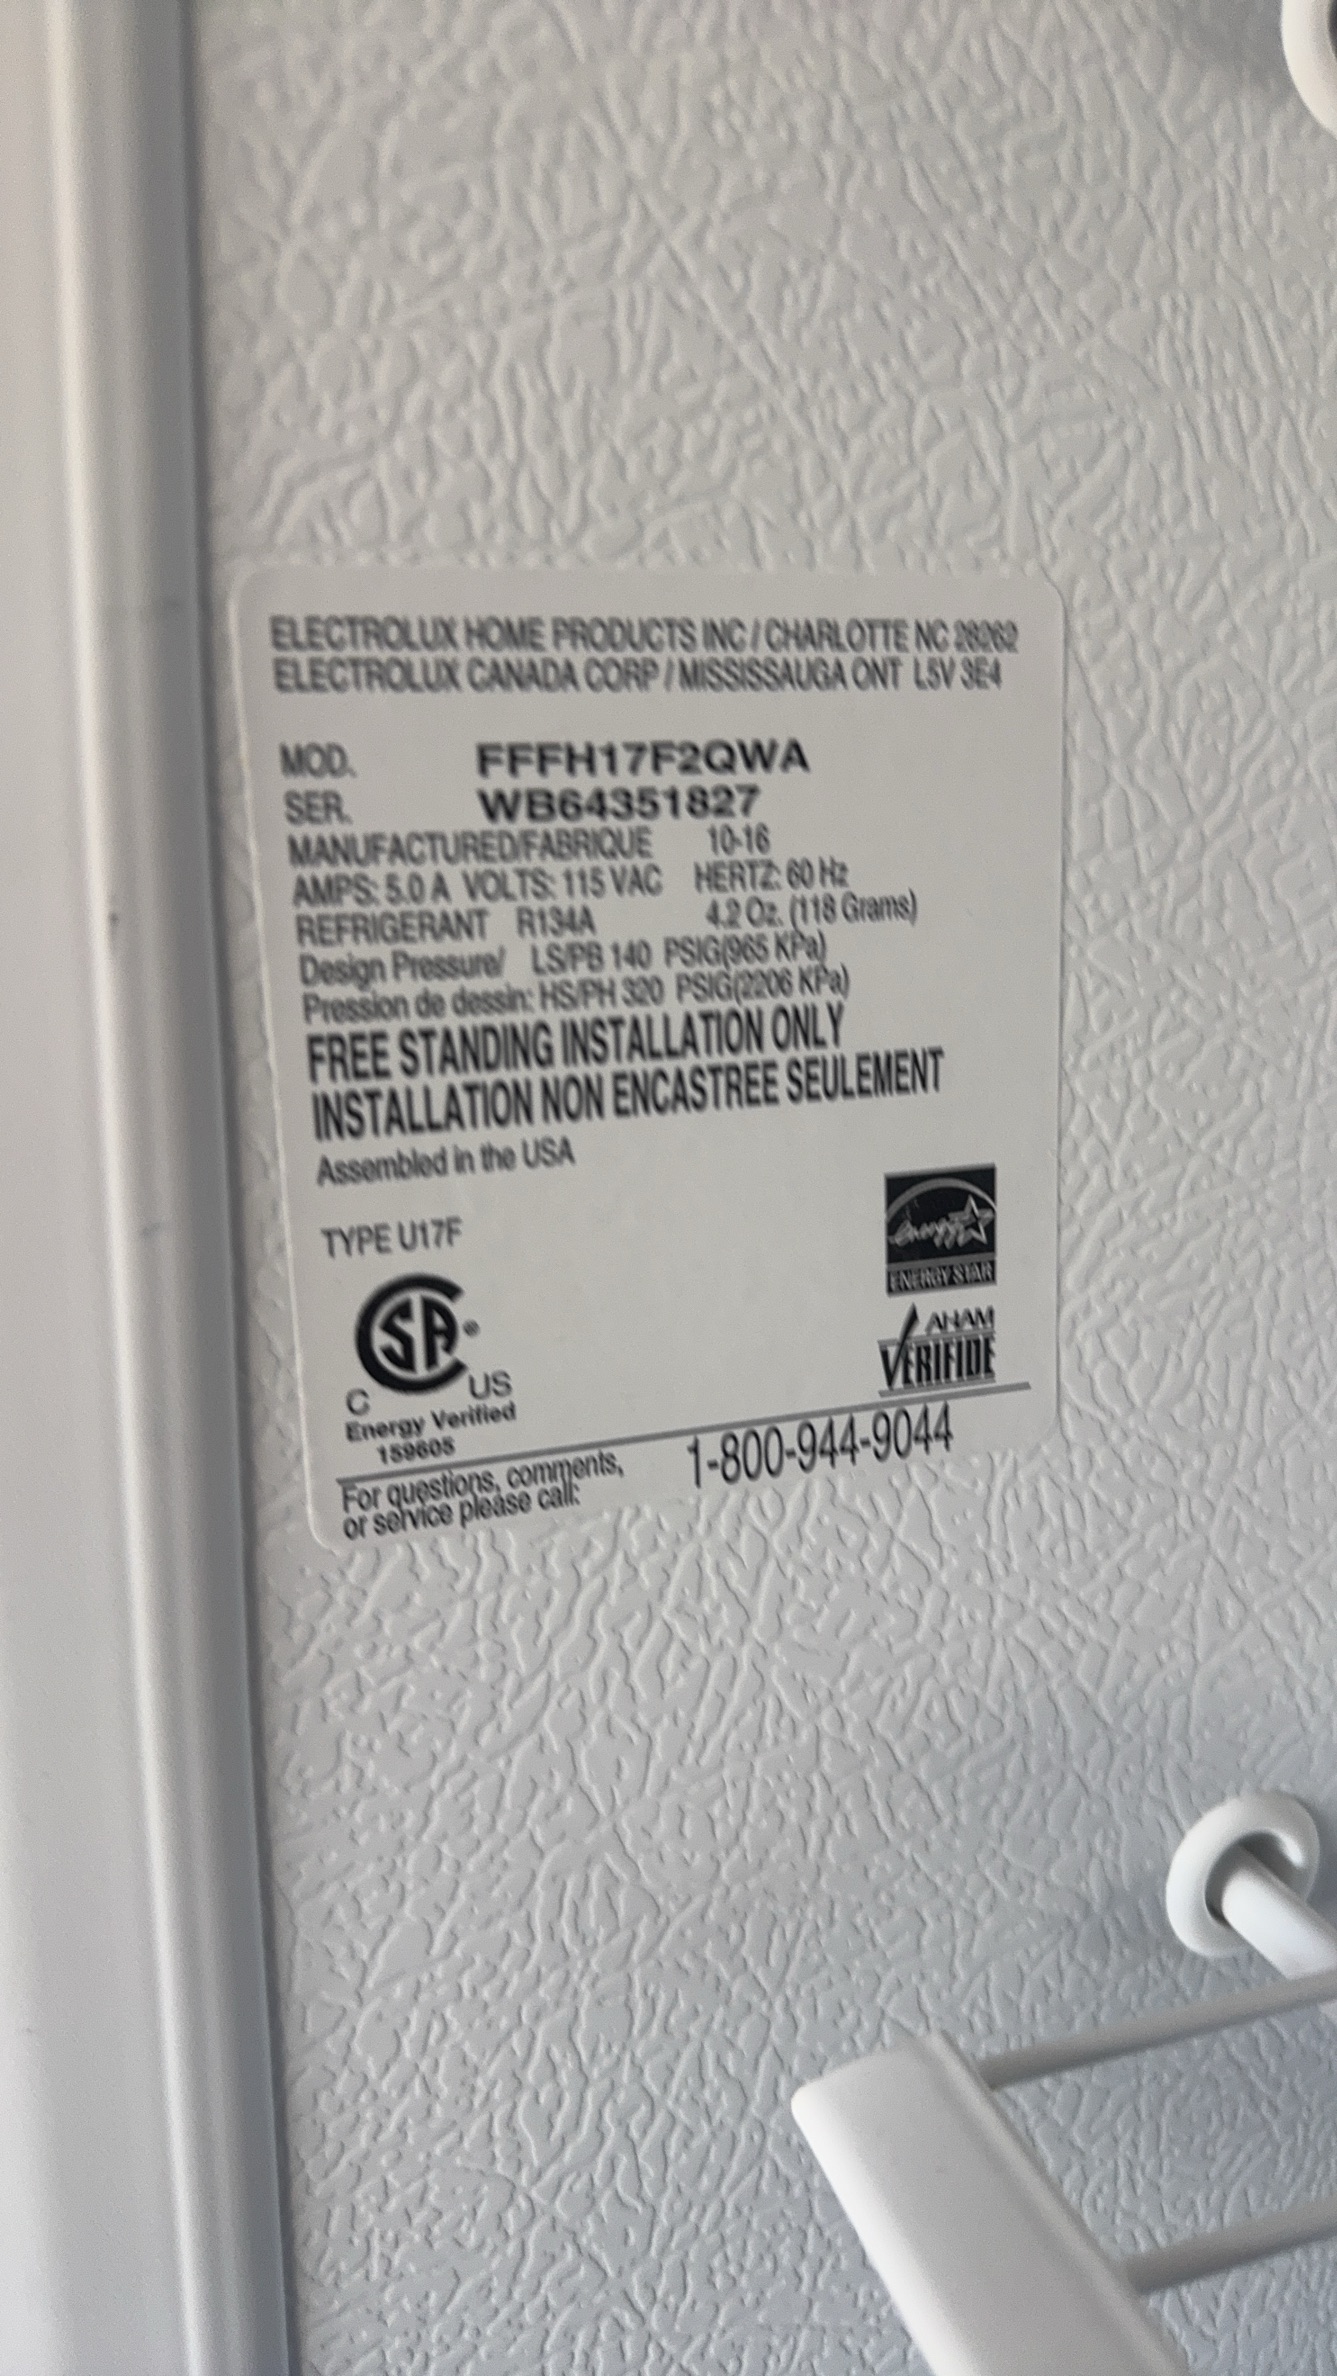 ELECTROLUX HOME PRODUCTS INC / CHARLOTTE NC 28262
ELECTROLUX CANADA CORP / MISSISSAUGA ONT L5V 3E4
MOD. FFFH17F2QWA
SER. WB64351827
MANUFACTURED/FABRIQUE 10-16
AMPS: 5.0 A VOLTS: 115 VAC HERTZ: 60 Hz
REFRIGERANT R134A 4.2 Oz. (118 Grams)
Design Pressure/ LS/PB 140 PSIG(965 KPa)
Pression de dessin: HS/PH 320 PSIG(2206 KPa)
FREE STANDING INSTALLATION ONLY
INSTALLATION NON ENCASTREE SEULEMENT
Assembled in the USA
TYPE U17F
energy
ENERGY STAR
SA®
C US
Energy Verified
159605
AHAM
VERIFIDE
For questions, comments,
or service please call:
1-800-944-9044